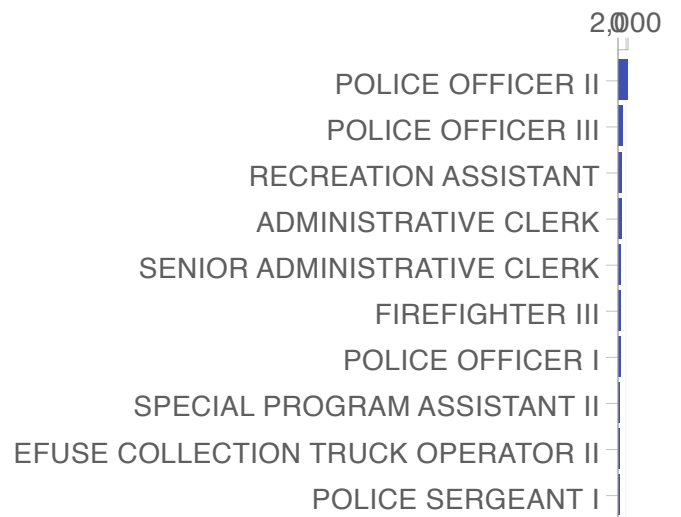 0
2,000
POLICE OFFICER II
POLICE OFFICER III
RECREATION ASSISTANT
ADMINISTRATIVE CLERK
SENIOR ADMINISTRATIVE CLERK
FIREFIGHTER III
POLICE OFFICER I
SPECIAL PROGRAM ASSISTANT II
EFUSE COLLECTION TRUCK OPERATOR II
POLICE SERGEANT I